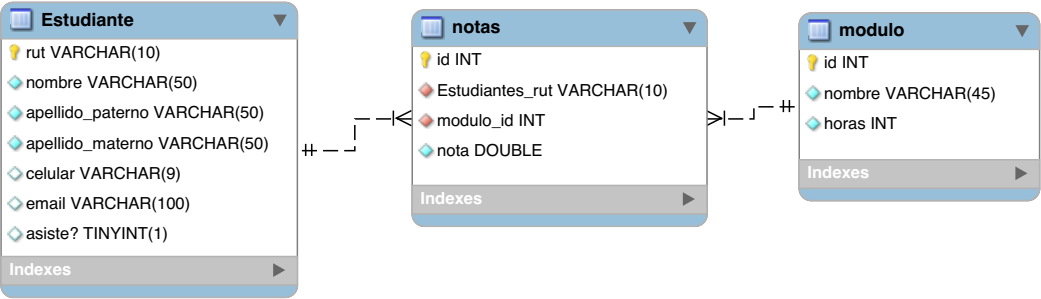 Estudiante
rut VARCHAR(10)
nombre VARCHAR(50)
apellido_paterno VARCHAR(50)
apellido_materno VARCHAR(50)
celular VARCHAR(9)
email VARCHAR(100)
asiste? TINYINT(1)
Indexes
notas
id INT
Estudiantes_rut VARCHAR(10)
modulo_id INT
nota DOUBLE
Indexes
modulo
id INT
nombre VARCHAR(45)
horas INT
Indexes